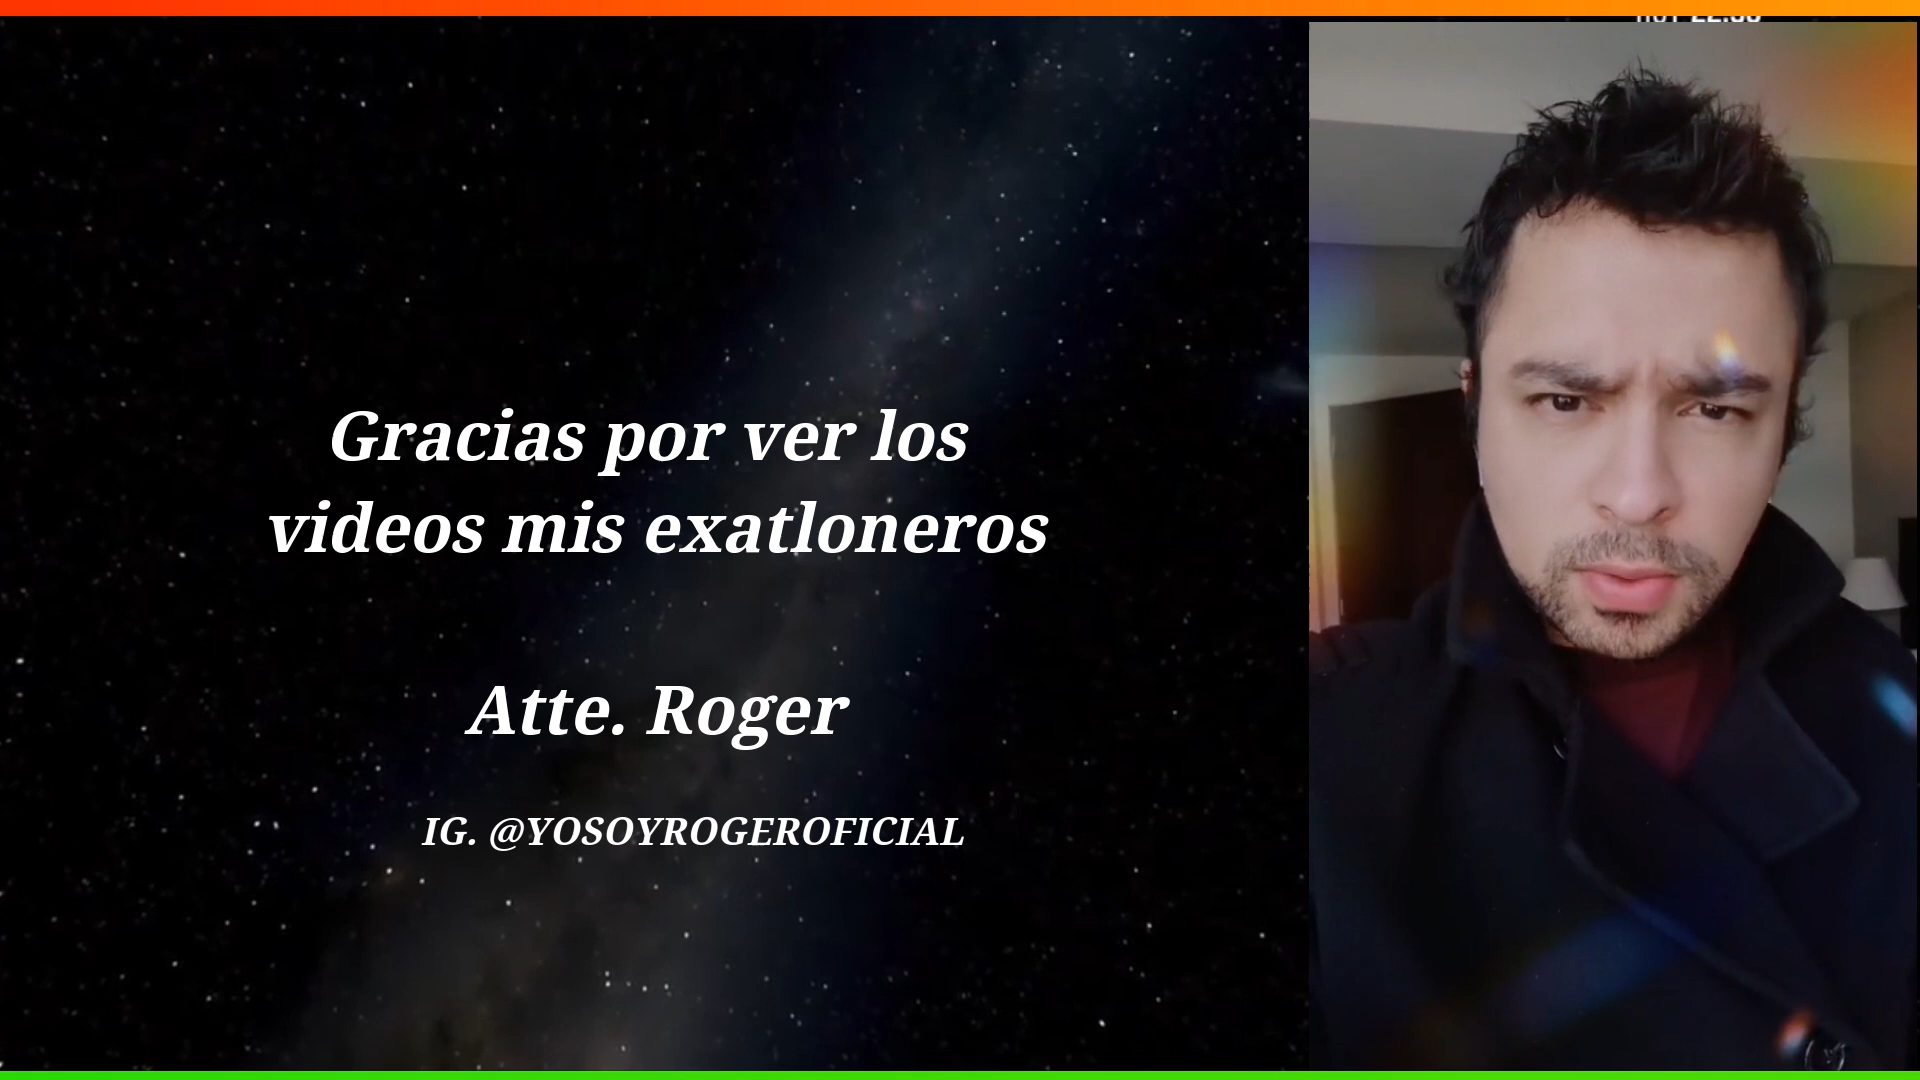 Gracias por ver los
videos mis exatloneros
Atte. Roger
IG. @YOSOYROGEROFICIAL